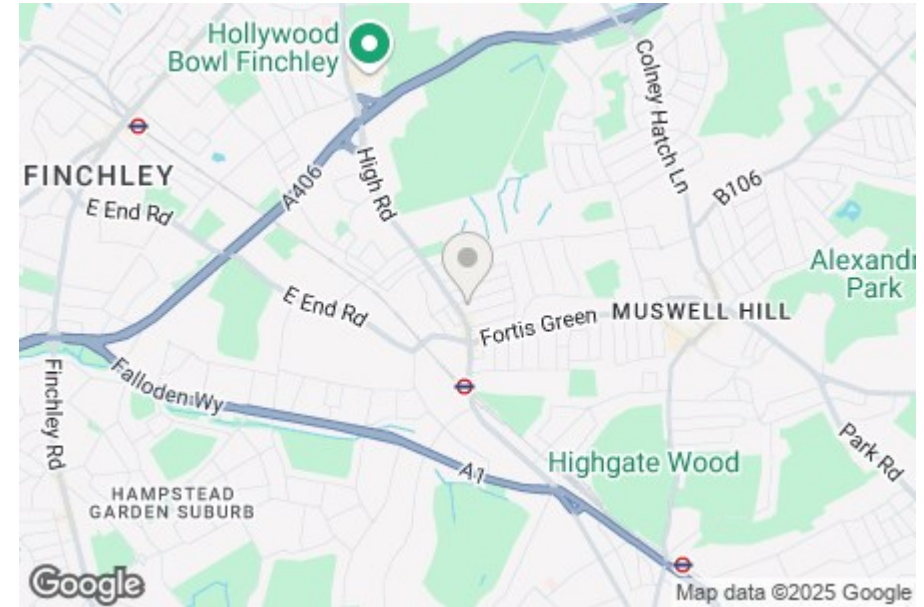 Hollywood
Bowl Finchley
Colney Hatch Ln
FINCHLEY
A406
High Rd
B106
E End Rd
Alexandr
Park
E End Rd
Fortis Green
MUSWELL HILL
Falloden Wy
Finchley Rd
A1
Highgate Wood
Park Rd
HAMPSTEAD
GARDEN SUBURB
Google
Map data ©2025 Google